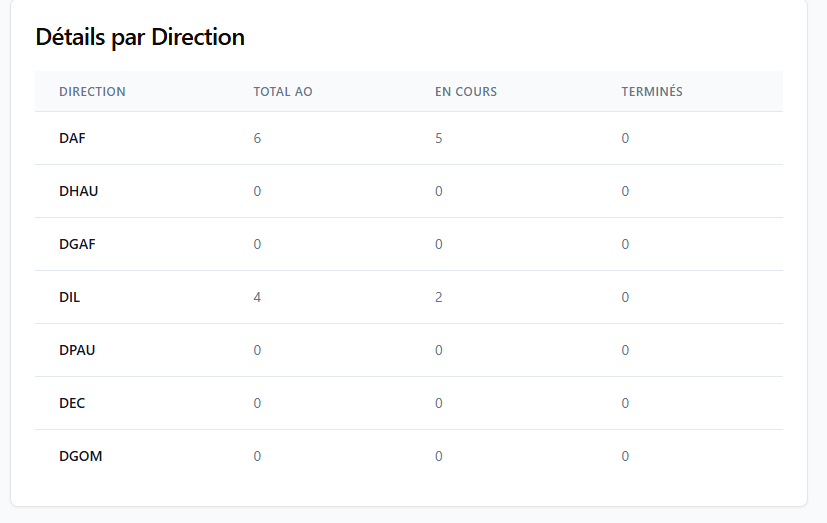 Détails par Direction
DIRECTION TOTAL AO EN COURS TERMINÉS
DAF 6 5 0
DHAU 0 0 0
DGAF 0 0 0
DIL 4 2 0
DPAU 0 0 0
DEC 0 0 0
DGOM 0 0 0